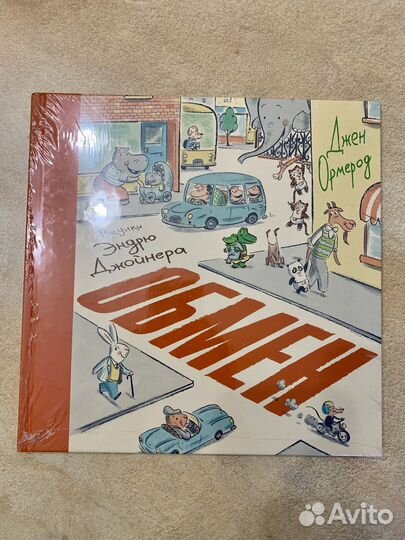 Джен
Ормерод
Рисунки
Эндрю
Джойнера
ОБМЕН
Avito